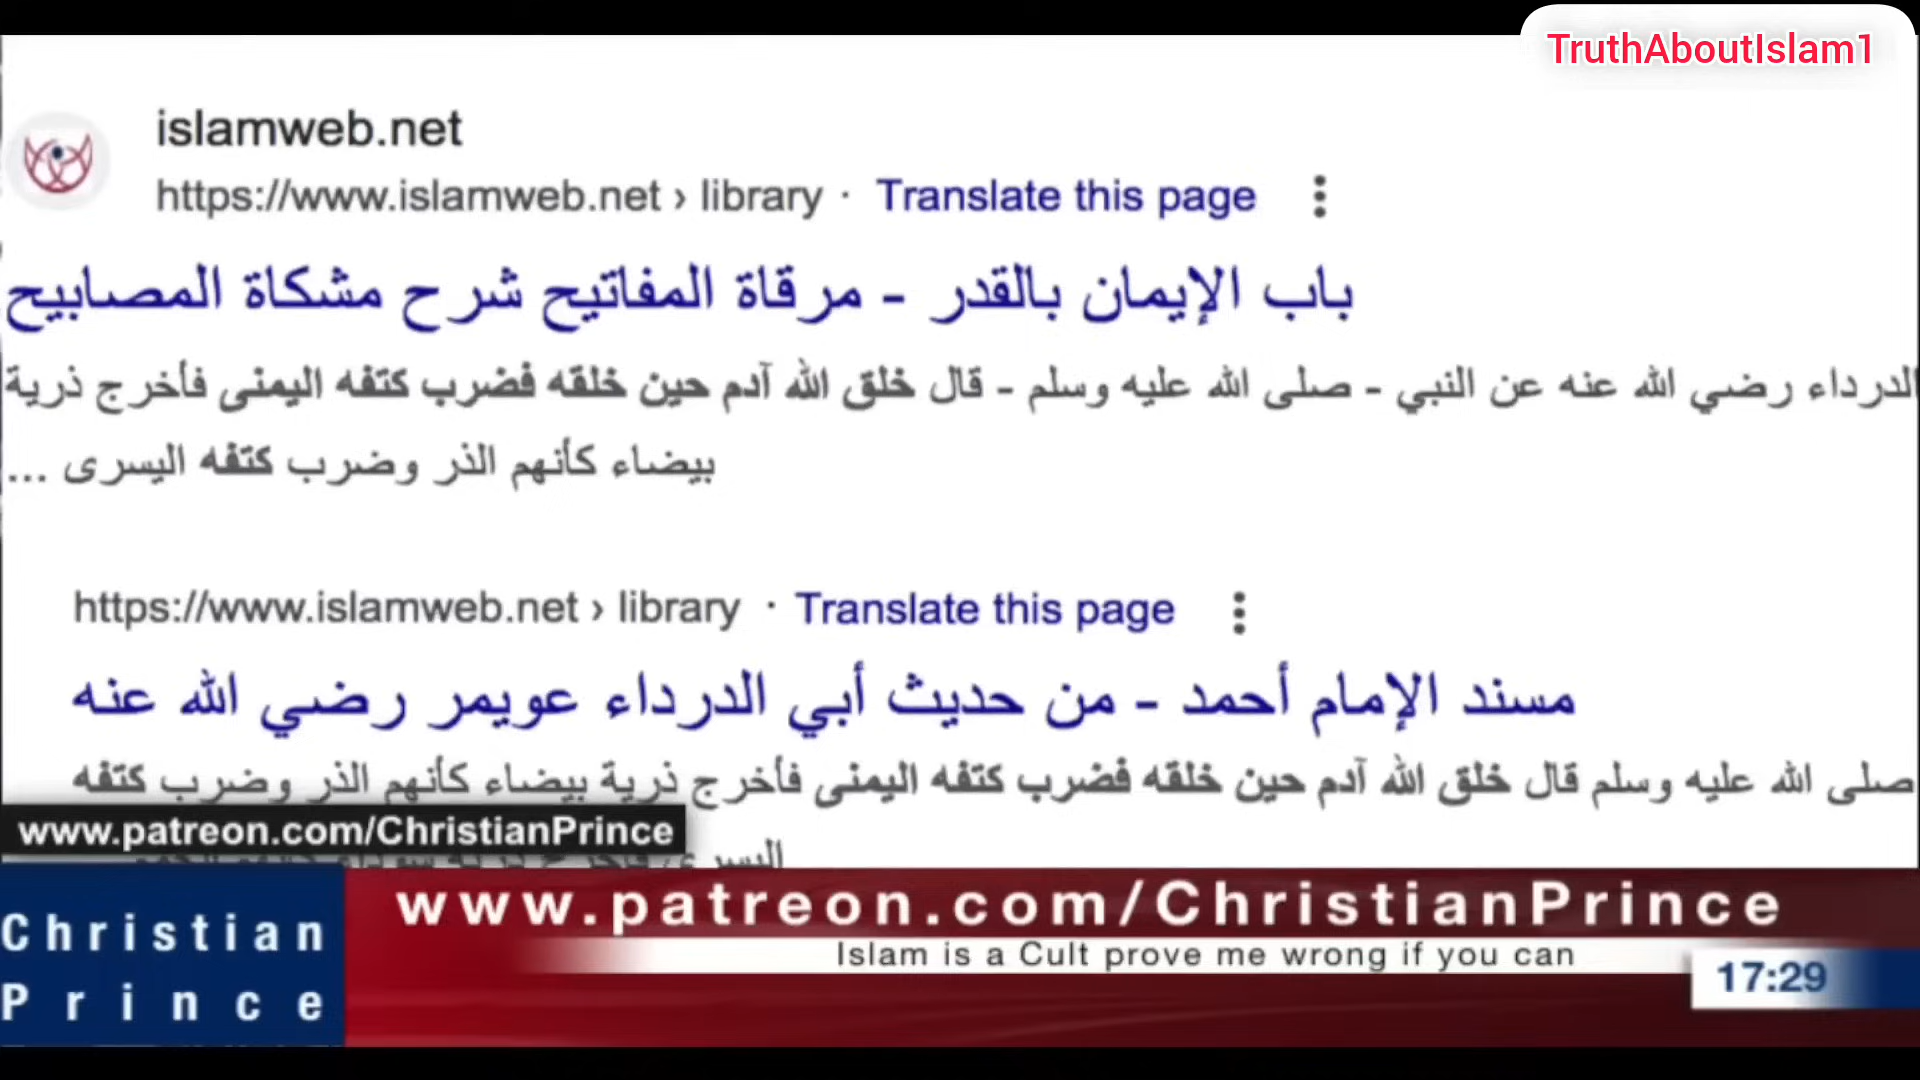 TruthAboutIslam1
islamweb.net
https://www.islamweb.net › library · Translate this page
باب الإيمان بالقدر - مرقاة المفاتيح شرح مشكاة المصابيح
الدرداء رضي الله عنه عن النبي - صلى الله عليه وسلم - قال خلق الله آدم حين خلقه فضرب كتفه اليمنى فأخرج ذرية
بيضاء كأنهم الذر وضرب كتفه اليسرى ...
https://www.islamweb.net › library · Translate this page
مسند الإمام أحمد - من حديث أبي الدرداء عويمر رضي الله عنه
صلى الله عليه وسلم قال خلق الله آدم حين خلقه فضرب كتفه اليمنى فأخرج ذرية بيضاء كأنهم الذر وضرب كتفه
اليسرى
www.patreon.com/ChristianPrince
www.patreon.com/ChristianPrince
Islam is a Cult prove me wrong if you can
Christian
Prince
17:29